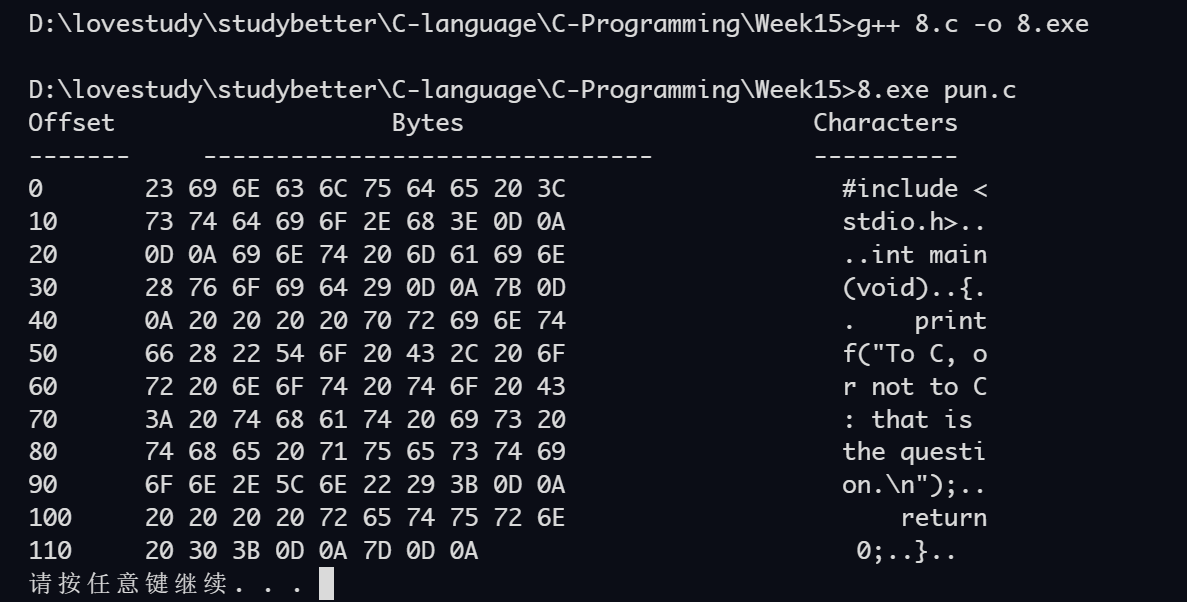 D:\lovestudy\studybetter\C-language\C-Programming\Week15>g++ 8.c -o 8.exe
D:\lovestudy\studybetter\C-language\C-Programming\Week15>8.exe pun.c
Offset                   Bytes                        Characters
-------     -------------------------------           ----------
0       23 69 6E 63 6C 75 64 65 20 3C                   #include <
10      73 74 64 69 6F 2E 68 3E 0D 0A                   stdio.h>..
20      0D 0A 69 6E 74 20 6D 61 69 6E                   ..int main
30      28 76 6F 69 64 29 0D 0A 7B 0D                   (void)..{.
40      0A 20 20 20 20 70 72 69 6E 74                   .    print
50      66 28 22 54 6F 20 43 2C 20 6F                   f("To C, o
60      72 20 6E 6F 74 20 74 6F 20 43                   r not to C
70      3A 20 74 68 61 74 20 69 73 20                   : that is 
80      74 68 65 20 71 75 65 73 74 69                   the questi
90      6F 6E 2E 5C 6E 22 29 3B 0D 0A                   on.\n");..
100     20 20 20 20 72 65 74 75 72 6E                       return
110     20 30 3B 0D 0A 7D 0D 0A                          0;..}..
请按任意键继续. . .